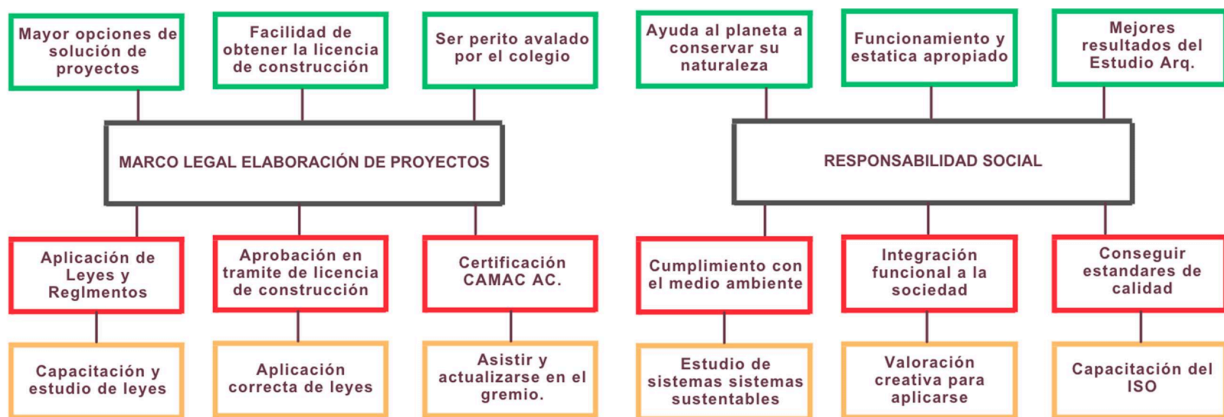 Mayor opciones de
solución de
proyectos
Facilidad de
obtener la licencia
de construcción
Ser perito avalado
por el colegio
MARCO LEGAL ELABORACIÓN DE PROYECTOS
Aplicación de
Leyes y
Reglmentos
Aprobación en
tramite de licencia
de construcción
Certificación
CAMAC AC.
Capacitación y
estudio de leyes
Aplicación
correcta de leyes
Asistir y
actualizarse en el
gremio.
Ayuda al planeta a
conservar su
naturaleza
Funcionamiento y
estatica apropiado
Mejores
resultados del
Estudio Arq.
RESPONSABILIDAD SOCIAL
Cumplimiento con
el medio ambiente
Integración
funcional a la
sociedad
Conseguir
estandares de
calidad
Estudio de
sistemas sistemas
sustentables
Valoración
creativa para
aplicarse
Capacitación del
ISO